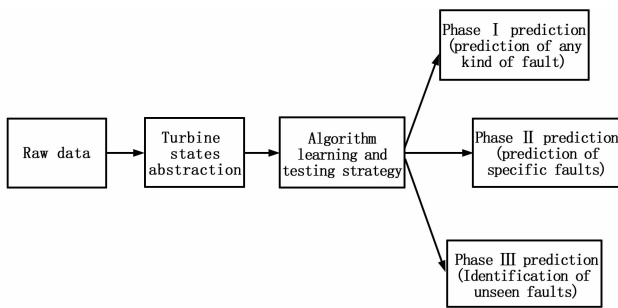 Phase Ⅰ prediction
(prediction of any
kind of fault)
Raw data
Turbine
states
abstraction
Algorithm
learning and
testing strategy
Phase Ⅱ prediction
(prediction of
specific faults)
Phase Ⅲ prediction
(Identification of
unseen faults)